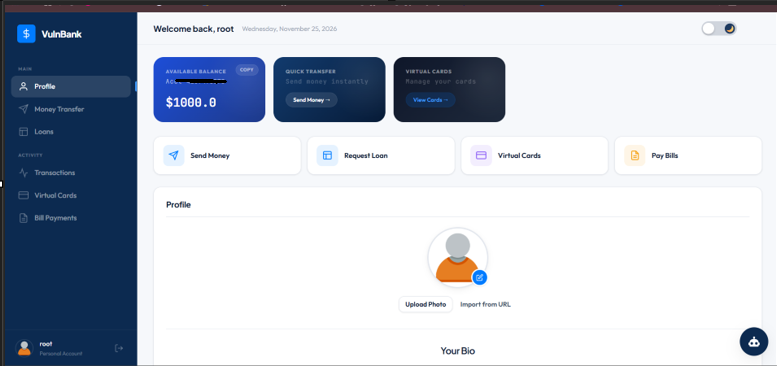 VulnBank
MAIN
Profile
Money Transfer
Loans
ACTIVITY
Transactions
Virtual Cards
Bill Payments
root
Personal Account
Welcome back, root Wednesday, November 25, 2026
AVAILABLE BALANCE COPY
$1000.0
QUICK TRANSFER
Send money instantly
Send Money →
VIRTUAL CARDS
Manage your cards
View Cards →
Send Money
Request Loan
Virtual Cards
Pay Bills
Profile
Upload Photo Import from URL
Your Bio